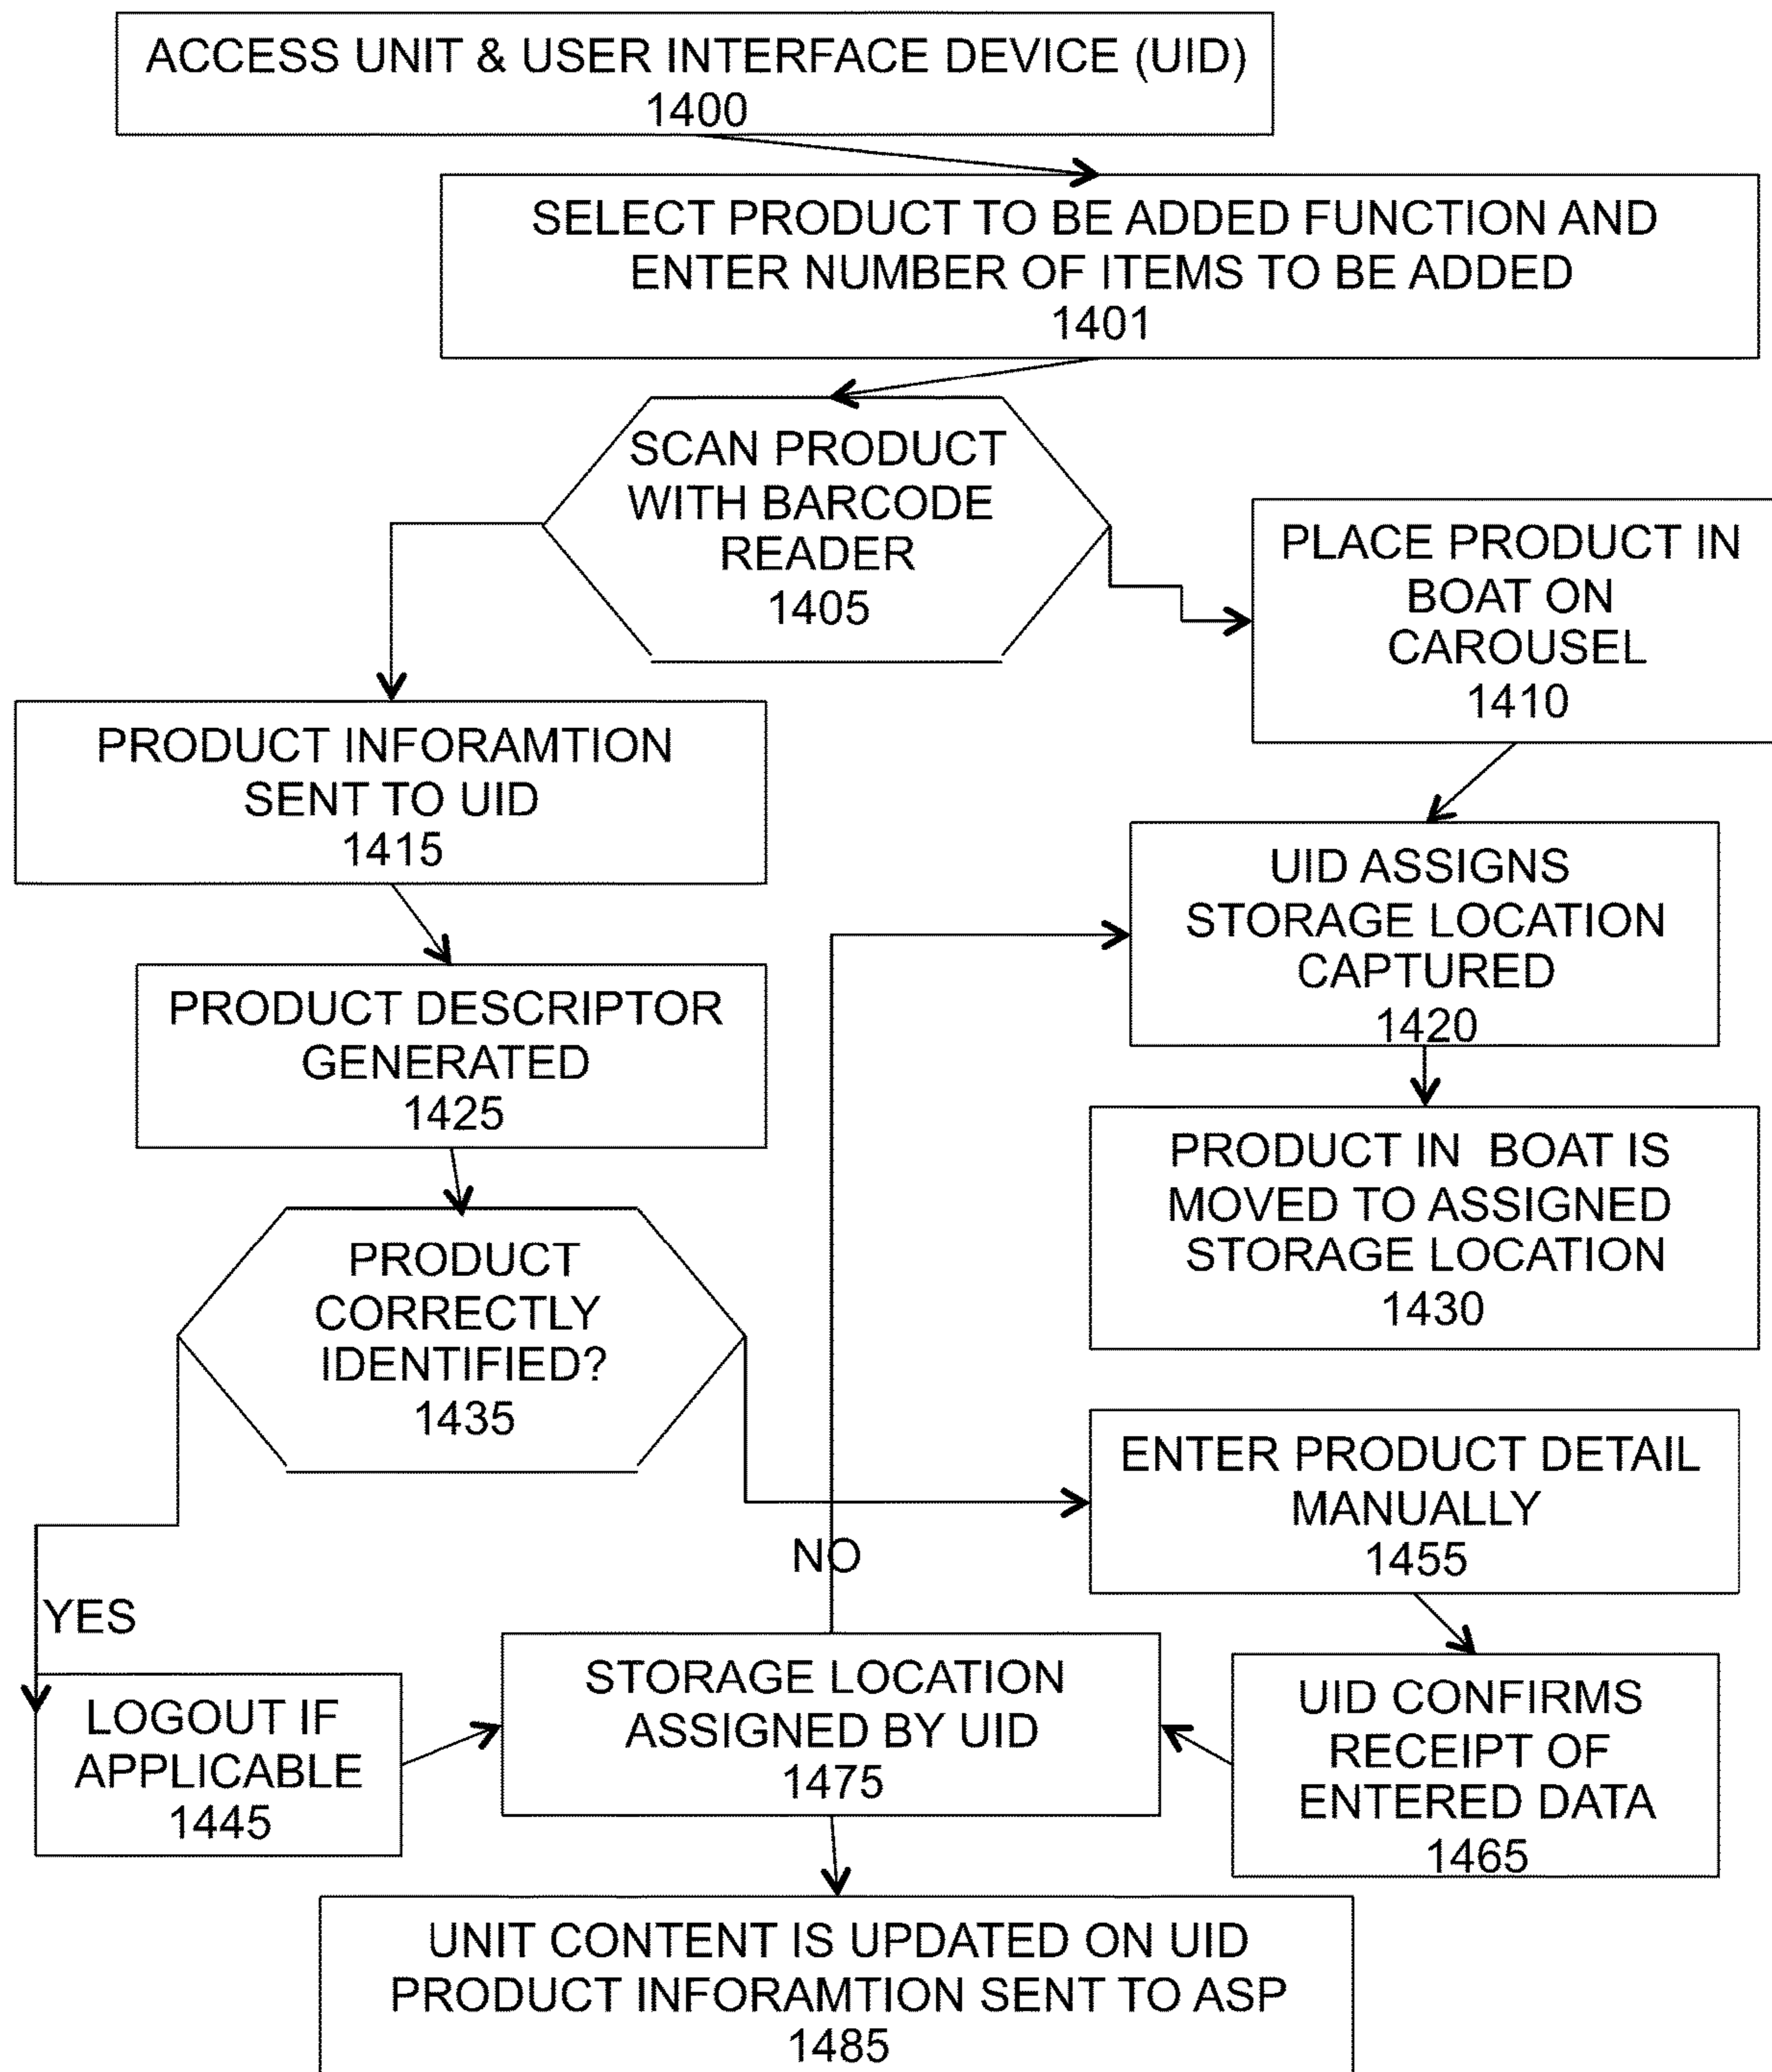 ACCESS UNIT & USER INTERFACE DEVICE (UID)
1400
SELECT PRODUCT TO BE ADDED FUNCTION AND
ENTER NUMBER OF ITEMS TO BE ADDED
1401
SCAN PRODUCT
WITH BARCODE
READER
1405
PLACE PRODUCT IN
BOAT ON
CAROUSEL
1410
PRODUCT INFORAMTION
SENT TO UID
1415
UID ASSIGNS
STORAGE LOCATION
CAPTURED
1420
PRODUCT DESCRIPTOR
GENERATED
1425
PRODUCT IN BOAT IS
MOVED TO ASSIGNED
STORAGE LOCATION
1430
PRODUCT
CORRECTLY
IDENTIFIED?
1435
ENTER PRODUCT DETAIL
MANUALLY
1455
NO
YES
LOGOUT IF
APPLICABLE
1445
STORAGE LOCATION
ASSIGNED BY UID
1475
UID CONFIRMS
RECEIPT OF
ENTERED DATA
1465
UNIT CONTENT IS UPDATED ON UID
PRODUCT INFORAMTION SENT TO ASP
1485